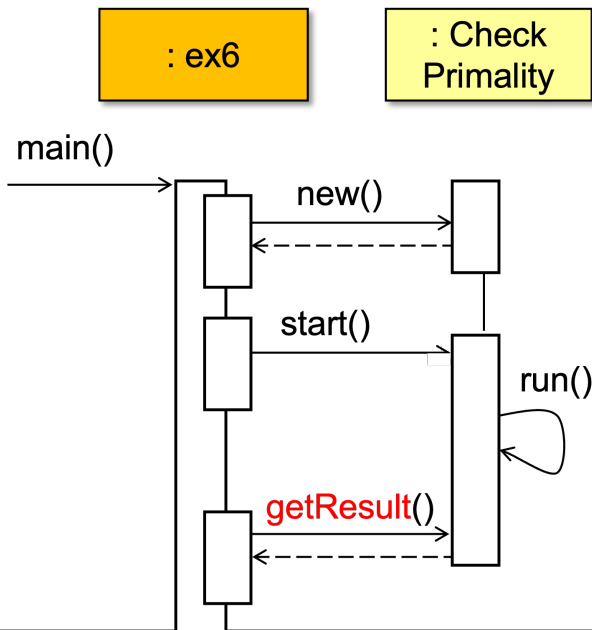 : ex6
: Check
Primality
main()
new()
start()
run()
getResult()